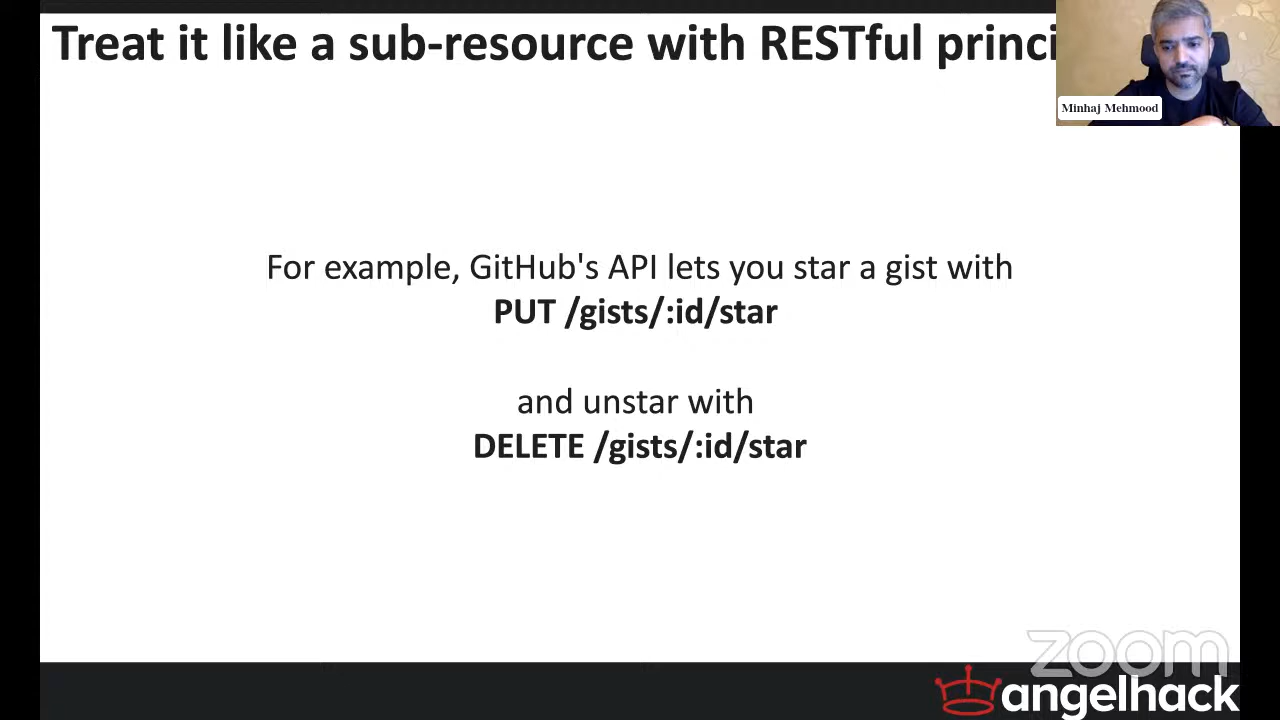 Treat it like a sub-resource with RESTful princi
Minhaj Mehmood
For example, GitHub's API lets you star a gist with
PUT /gists/:id/star
and unstar with
DELETE /gists/:id/star
zoom
angelhack